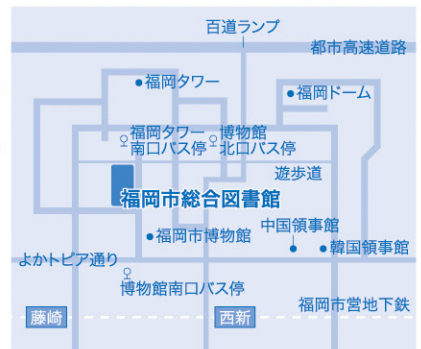 百道ランプ
都市高速道路
福岡タワー
福岡ドーム
福岡タワー
南口バス停
博物館
北口バス停
遊歩道
福岡市総合図書館
福岡市博物館
中国領事館
韓国領事館
よかトピア通り
博物館南口バス停
福岡市営地下鉄
藤崎
西新